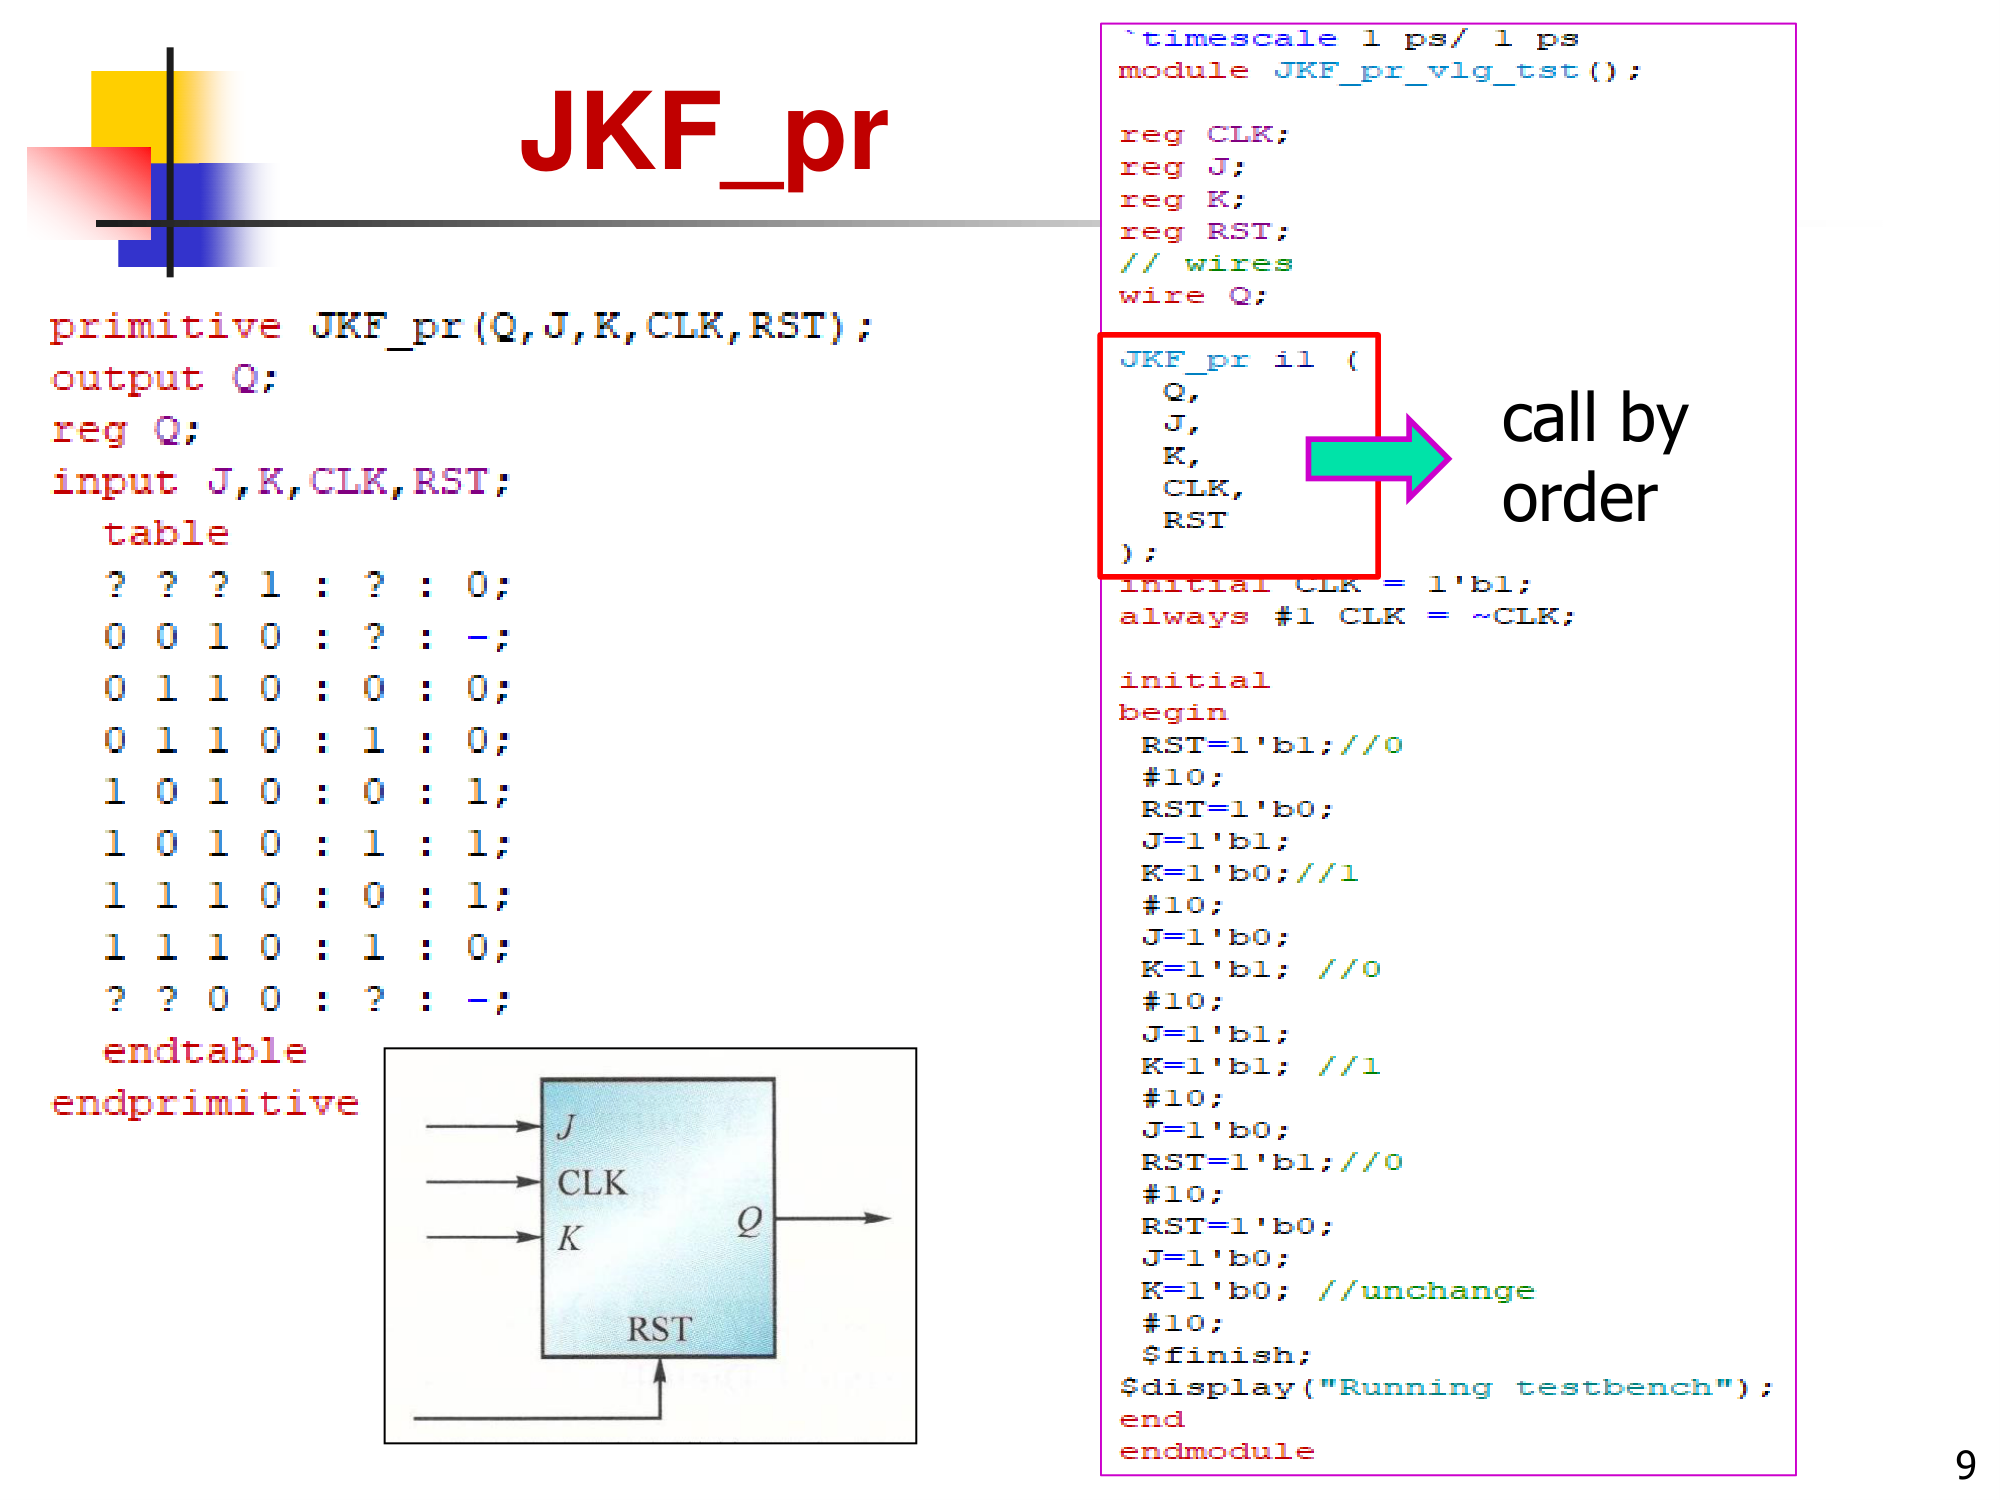 JKF_pr
primitive JKF_pr(Q,J,K,CLK,RST);
output Q;
reg Q;
input J,K,CLK,RST;
table
? ? ? 1 : ? : 0;
0 0 1 0 : ? : -;
0 1 1 0 : 0 : 0;
0 1 1 0 : 1 : 0;
1 0 1 0 : 0 : 1;
1 0 1 0 : 1 : 1;
1 1 1 0 : 0 : 1;
1 1 1 0 : 1 : 0;
? ? 0 0 : ? : -;
endtable
endprimitive
J
CLK
K
Q
RST
`timescale 1 ps/ 1 ps
module JKF_pr_vlg_tst();
reg CLK;
reg J;
reg K;
reg RST;
// wires
wire Q;
JKF_pr i1 (
Q,
J,
K,
CLK,
RST
);
initial CLK = 1'b1;
always #1 CLK = ~CLK;
initial
begin
RST=1'b1;//0
#10;
RST=1'b0;
J=1'b1;
K=1'b0;//1
#10;
J=1'b0;
K=1'b1; //0
#10;
J=1'b1;
K=1'b1; //1
#10;
J=1'b0;
RST=1'b1;//0
#10;
RST=1'b0;
J=1'b0;
K=1'b0; //unchange
#10;
$finish;
$display("Running testbench");
end
endmodule
call by
order
9